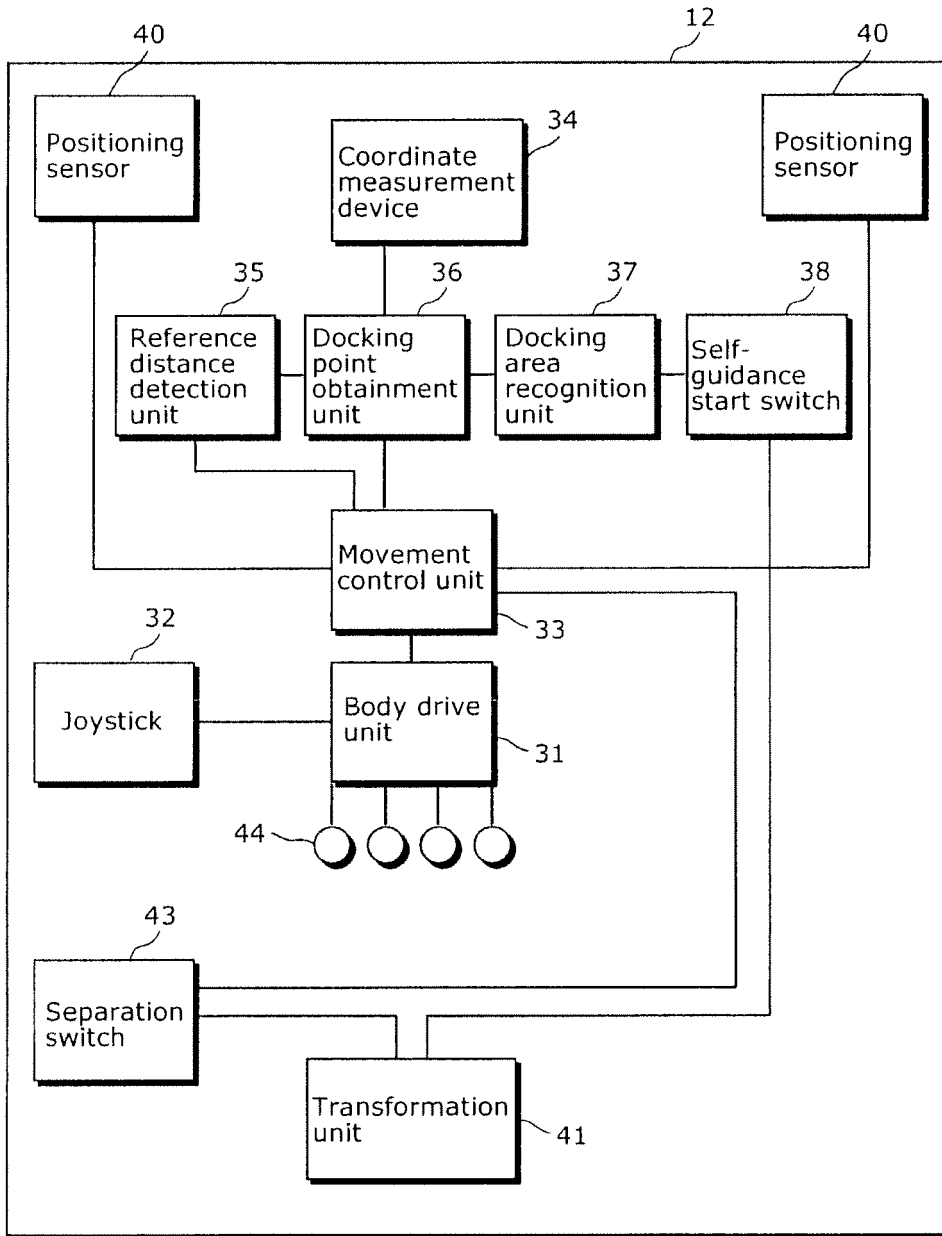 12
40
40
Positioning
sensor
34
Coordinate
measurement
device
Positioning
sensor
35
36
37
38
Reference
distance
detection
unit
Docking
point
obtainment
unit
Docking
area
recognition
unit
Self-
guidance
start switch
Movement
control unit
33
32
Joystick
Body drive
unit
31
44
43
Separation
switch
Transformation
unit
41